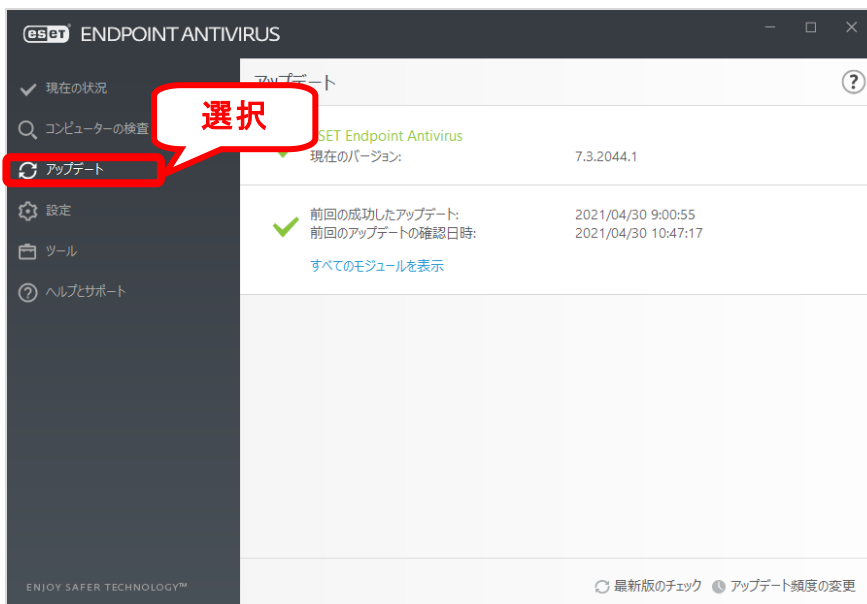 eset ENDPOINT ANTIVIRUS
現在の状況
コンピューターの検査
アップデート
設定
ツール
ヘルプとサポート
ENJOY SAFER TECHNOLOGY™
選択
アップデート
?
SET Endpoint Antivirus
現在のバージョン: 7.3.2044.1
前回の成功したアップデート: 2021/04/30 9:00:55
前回のアップデートの確認日時: 2021/04/30 10:47:17
すべてのモジュールを表示
最新版のチェック アップデート頻度の変更